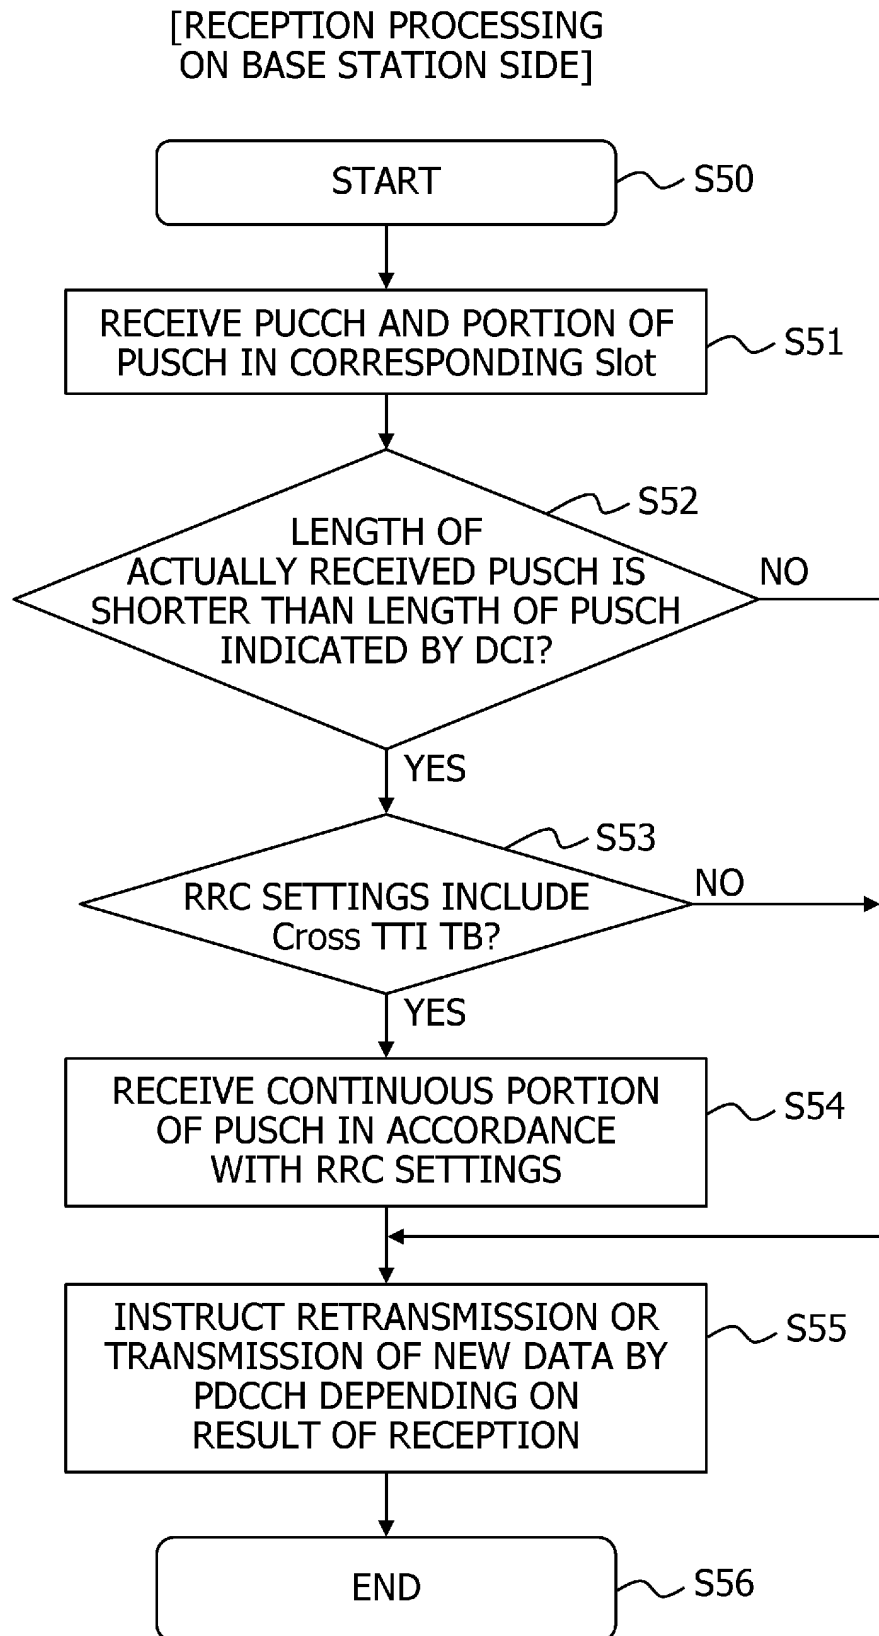 [RECEPTION PROCESSING
ON BASE STATION SIDE]
START
S50
RECEIVE PUCCH AND PORTION OF
PUSCH IN CORRESPONDING Slot
S51
LENGTH OF
ACTUALLY RECEIVED PUSCH IS
SHORTER THAN LENGTH OF PUSCH
INDICATED BY DCI?
S52
NO
YES
RRC SETTINGS INCLUDE
Cross TTI TB?
S53
NO
YES
RECEIVE CONTINUOUS PORTION
OF PUSCH IN ACCORDANCE
WITH RRC SETTINGS
S54
INSTRUCT RETRANSMISSION OR
TRANSMISSION OF NEW DATA BY
PDCCH DEPENDING ON
RESULT OF RECEPTION
S55
END
S56